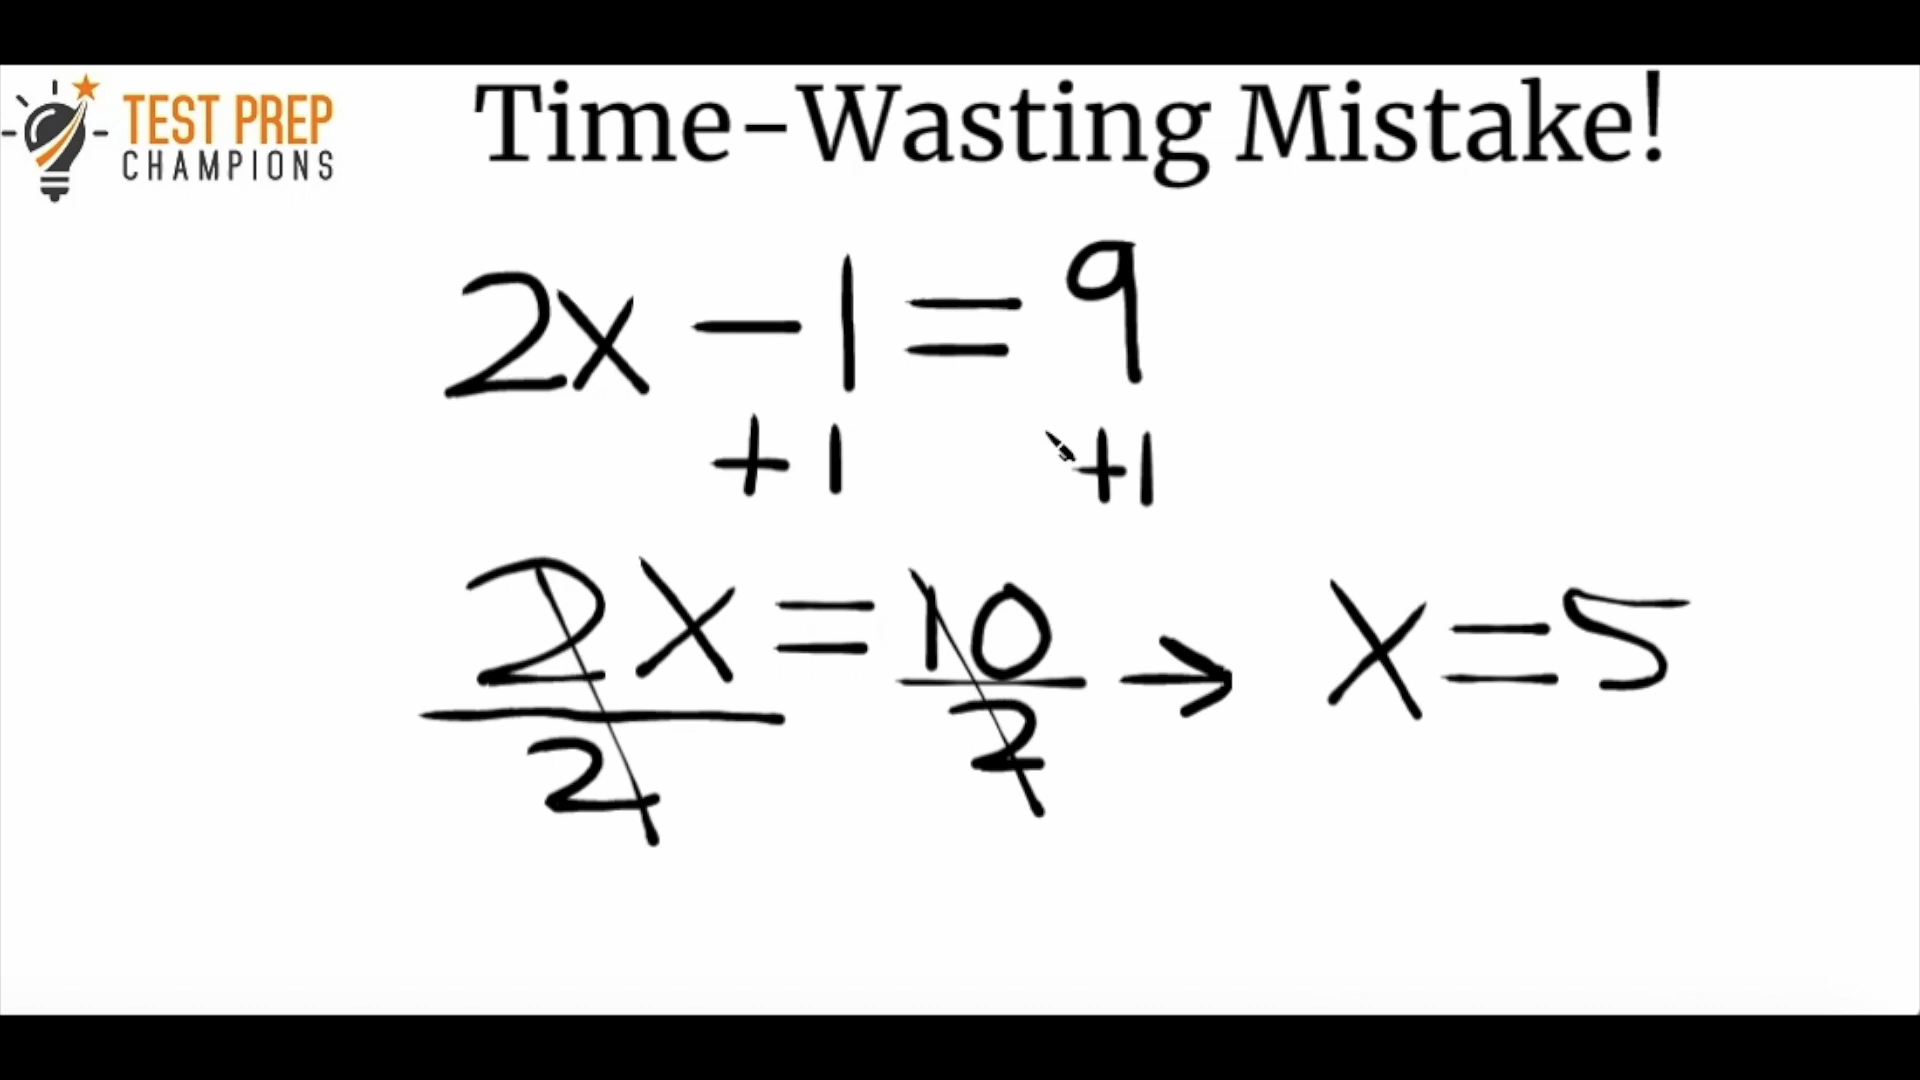 TEST PREP
CHAMPIONS
Time-Wasting Mistake!
2x - 1 = 9
+1 +1
2x = 10 → x = 5
2 2